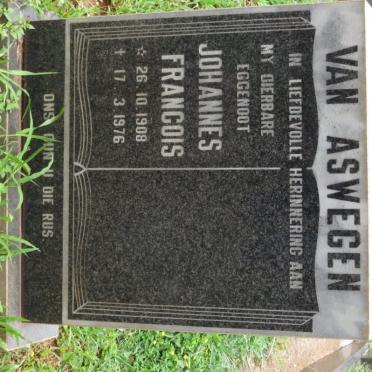 VAN ASWEGEN
IN LIEFDEVOLLE HERINNERING AAN
MY DIERBARE
EGGENOOT
JOHANNES
FRANCOIS
☆ 26. 10. 1908
✝ 17. 3. 1976
ONS GUN U DIE RUS